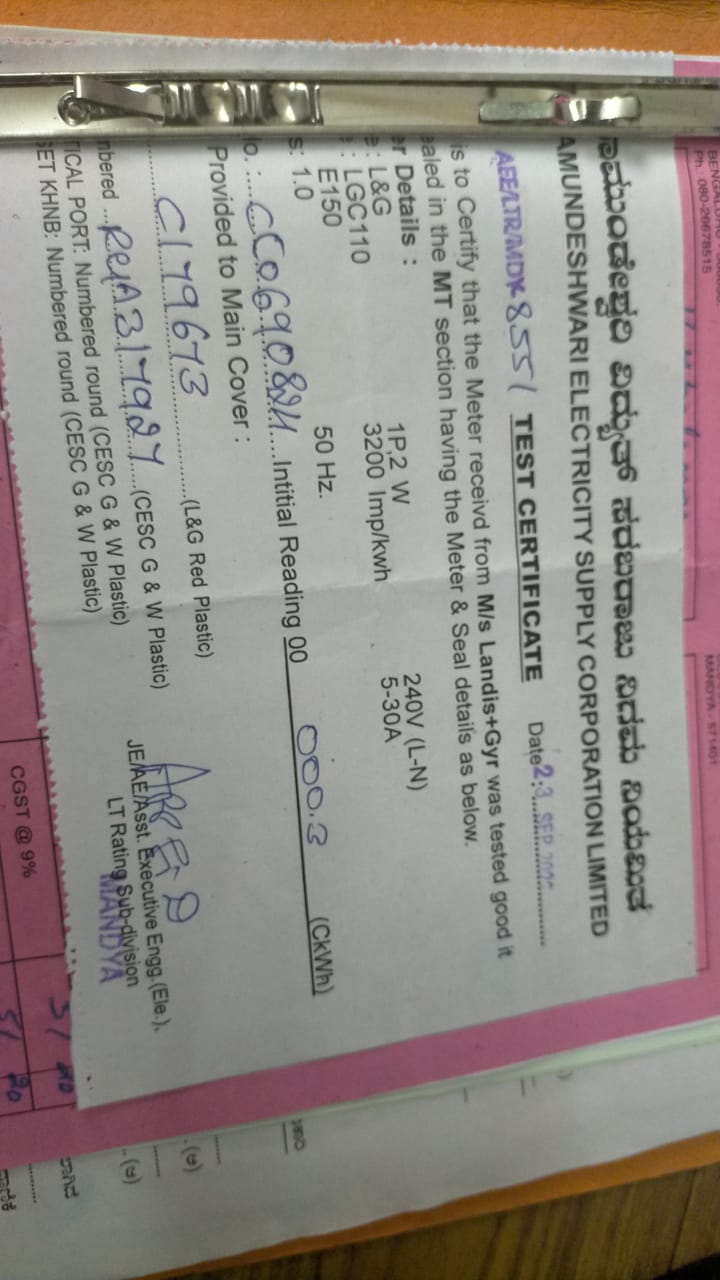 BENGALURU
Ph: 080-26678515
MANDYA - 571401
ಚಾಮುಂಡೇಶ್ವರಿ ವಿದ್ಯುತ್ ಸರಬರಾಜು ನಿಗಮ ನಿಯಮಿತ
AMUNDESHWARI ELECTRICITY SUPPLY CORPORATION LIMITED
AEE/LTR/MDY 8551 TEST CERTIFICATE Date 23 SEP
is to Certify that the Meter receivd from M/s Landis+Gyr was tested good it
ealed in the MT section having the Meter & Seal details as below.
er Details :
: L&G 1P,2 W 240V (L-N)
: LGC110 3200 Imp/kwh 5-30A
E150
s: 1.0 50 Hz.
o. : Intitial Reading 00 000.3 (CkWh)
Provided to Main Cover :
C179673 (L&G Red Plastic)
nbered (CESC G & W Plastic)
TICAL PORT: Numbered round (CESC G & W Plastic)
SET KHNB: Numbered round (CESC G & W Plastic)
JE/AE/Asst. Executive Engg.(Ele.),
LT Rating Sub-division
MANDYA
CGST @ 9%